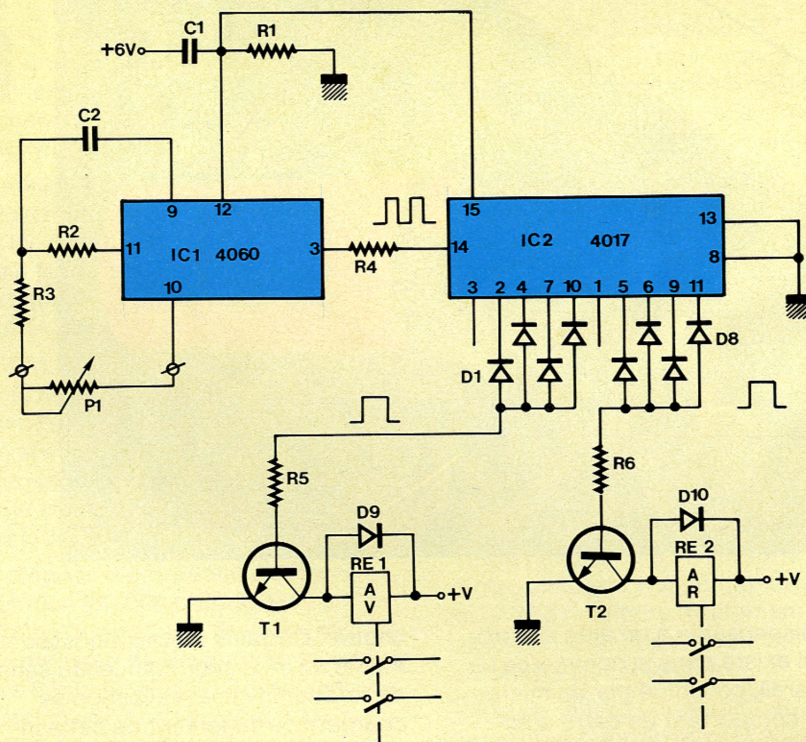 C1
R1
+6V
C2
9
12
15
13
R2
11
IC1 4060
3
R4
14
IC2 4017
8
10
R3
3
2
4
7
10
1
5
6
9
11
D1
D8
P1
R5
R6
D9
D10
RE 1
RE 2
A
V
+V
A
R
+V
T1
T2